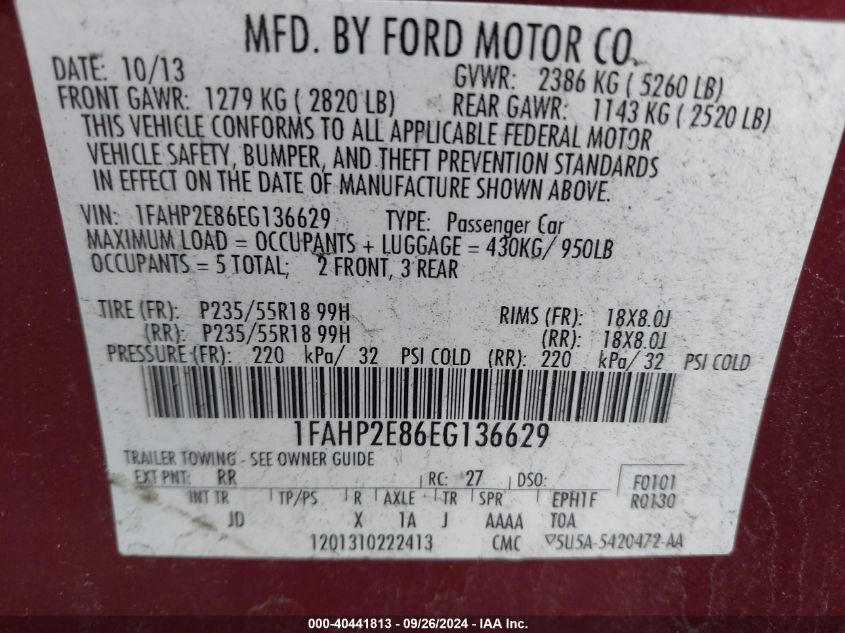 MFD. BY FORD MOTOR CO.
DATE: 10/13 GVWR: 2386 KG ( 5260 LB)
FRONT GAWR: 1279 KG ( 2820 LB) REAR GAWR: 1143 KG ( 2520 LB)
THIS VEHICLE CONFORMS TO ALL APPLICABLE FEDERAL MOTOR
VEHICLE SAFETY, BUMPER, AND THEFT PREVENTION STANDARDS
IN EFFECT ON THE DATE OF MANUFACTURE SHOWN ABOVE.
VIN: 1FAHP2E86EG136629 TYPE: Passenger Car
MAXIMUM LOAD = OCCUPANTS + LUGGAGE = 430KG/ 950LB
OCCUPANTS = 5 TOTAL; 2 FRONT, 3 REAR
TIRE (FR): P235/55R18 99H RIMS (FR): 18X8.0J
(RR): P235/55R18 99H (RR): 18X8.0J
PRESSURE (FR): 220 kPa/ 32 PSI COLD (RR): 220 kPa/ 32 PSI COLD
1FAHP2E86EG136629
TRAILER TOWING - SEE OWNER GUIDE
EXT PNT: RR RC: 27 DSO: F0101
INT TR TP/PS R AXLE TR SPR EPH1F R0130
JD X 1A J AAAA TOA
1201310222413 CMC 5U5A-5420472-AA
000-40441813 - 09/26/2024 - IAA Inc.